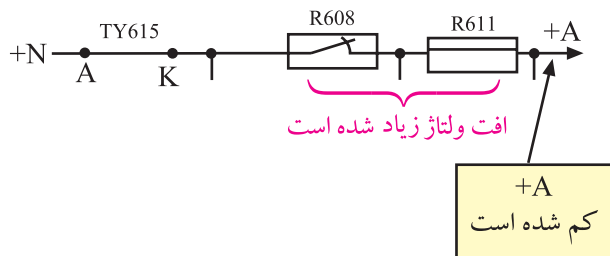 TY615 R608 R611 +A
+N A K
افت ولتاژ زیاد شده است
+A
کم شده است